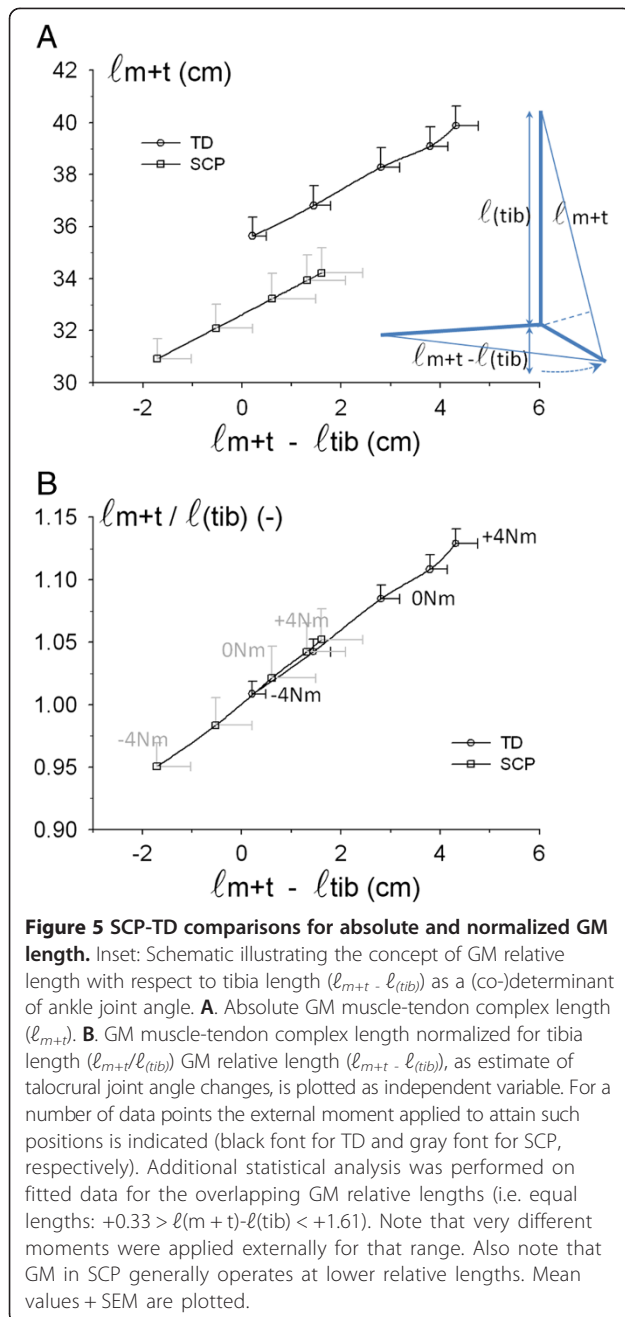 A
ℓm+t (cm)
42
40
38
36
34
32
30
TD
SCP
ℓ(tib)
ℓm+t
ℓm+t - ℓ(tib)
-2 0 2 4 6
ℓm+t - ℓtib (cm)
B
ℓm+t / ℓ(tib) (-)
1.15
1.10
1.05
1.00
0.95
0.90
+4Nm
0Nm
+4Nm
0Nm
-4Nm
-4Nm
TD
SCP
-2 0 2 4 6
ℓm+t - ℓtib (cm)
Figure 5 SCP-TD comparisons for absolute and normalized GM
length. Inset: Schematic illustrating the concept of GM relative
length with respect to tibia length (ℓm+t - ℓ(tib)) as a (co-)determinant
of ankle joint angle. A. Absolute GM muscle-tendon complex length
(ℓm+t). B. GM muscle-tendon complex length normalized for tibia
length (ℓm+t/ℓ(tib)) GM relative length (ℓm+t - ℓ(tib)), as estimate of
talocrural joint angle changes, is plotted as independent variable. For a
number of data points the external moment applied to attain such
positions is indicated (black font for TD and gray font for SCP,
respectively). Additional statistical analysis was performed on
fitted data for the overlapping GM relative lengths (i.e. equal
lengths: +0.33 > ℓ(m + t)-ℓ(tib) < +1.61). Note that very different
moments were applied externally for that range. Also note that
GM in SCP generally operates at lower relative lengths. Mean
values + SEM are plotted.